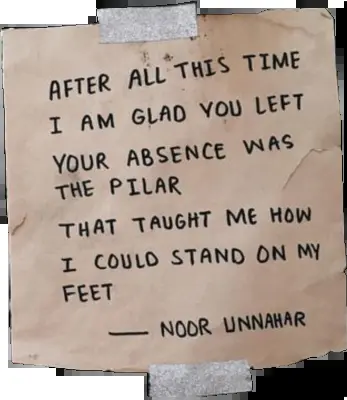 AFTER ALL THIS TIME
I AM GLAD YOU LEFT
YOUR ABSENCE WAS
THE PILAR
THAT TAUGHT ME HOW
I COULD STAND ON MY
FEET
— NOOR UNNAHAR